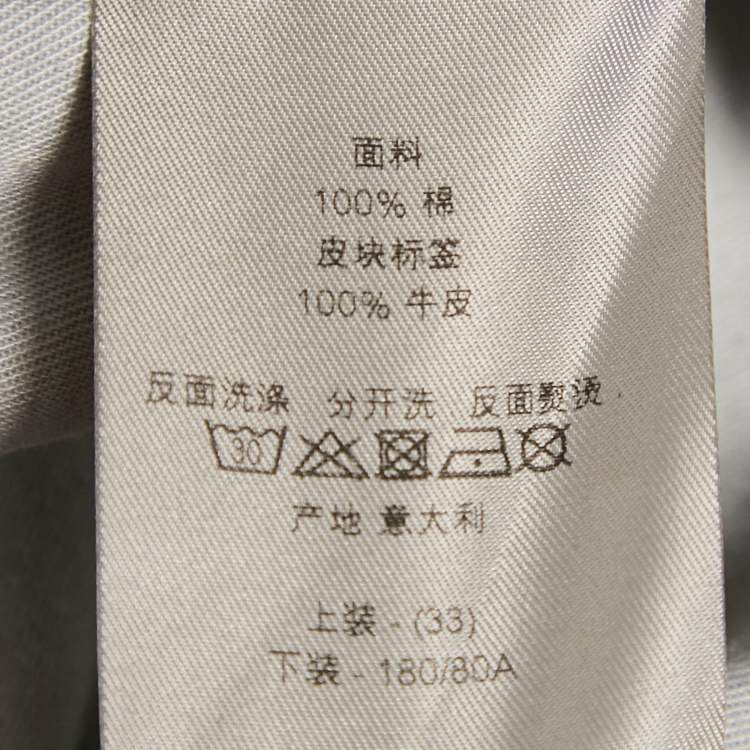 面料
100% 棉
皮块标签
100% 牛皮
反面洗涤 分开洗 反面熨烫
30
产地 意大利
上装 - (33)
下装 - 180/80A